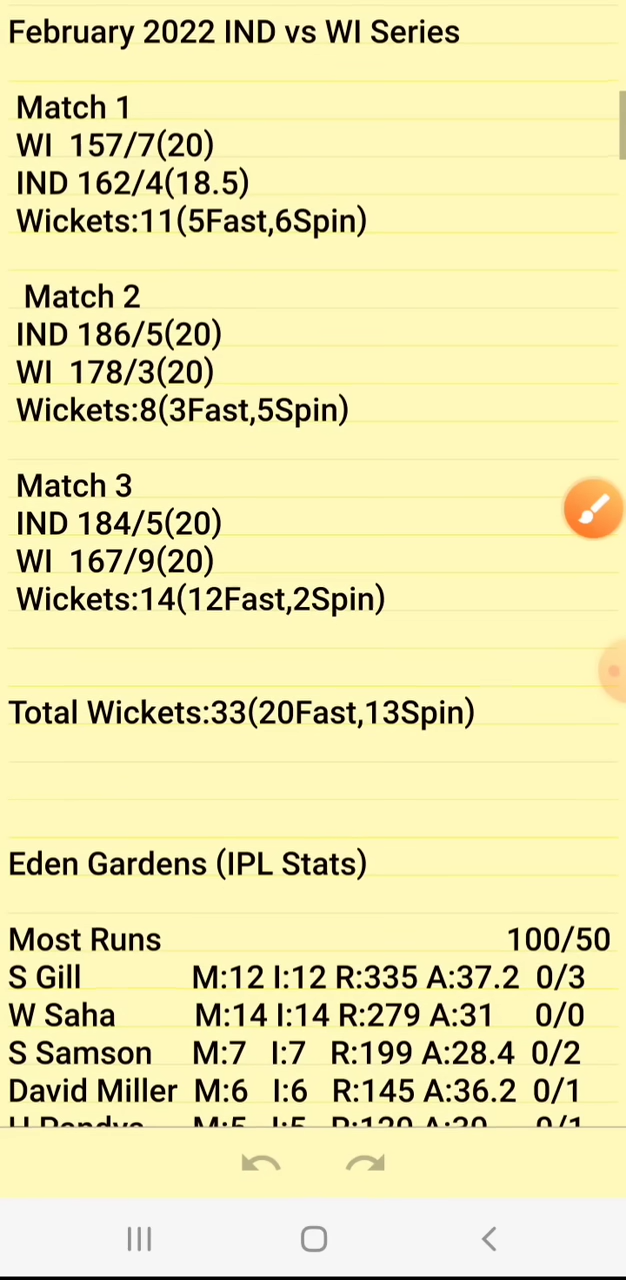 February 2022 IND vs WI Series
Match 1
WI 157/7(20)
IND 162/4(18.5)
Wickets:11(5Fast,6Spin)
Match 2
IND 186/5(20)
WI 178/3(20)
Wickets:8(3Fast,5Spin)
Match 3
IND 184/5(20)
WI 167/9(20)
Wickets:14(12Fast,2Spin)
Total Wickets:33(20Fast,13Spin)
Eden Gardens (IPL Stats)
Most Runs 100/50
S Gill M:12 I:12 R:335 A:37.2 0/3
W Saha M:14 I:14 R:279 A:31 0/0
S Samson M:7 I:7 R:199 A:28.4 0/2
David Miller M:6 I:6 R:145 A:36.2 0/1